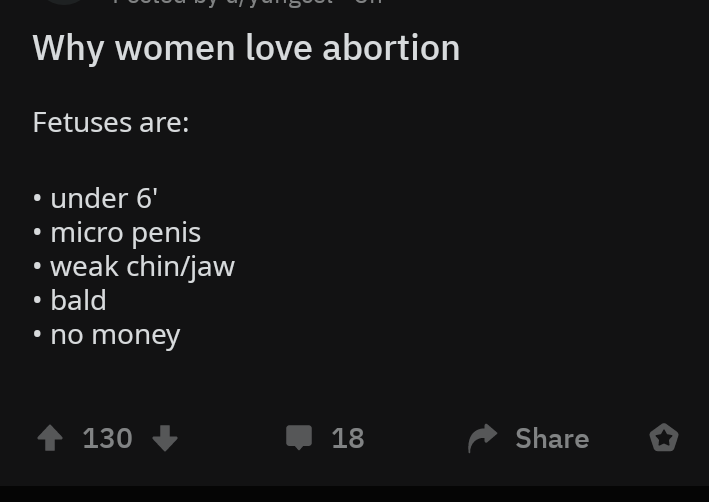 Why women love abortion
Fetuses are:
• under 6'
• micro penis
• weak chin/jaw
• bald
• no money
130 18 Share